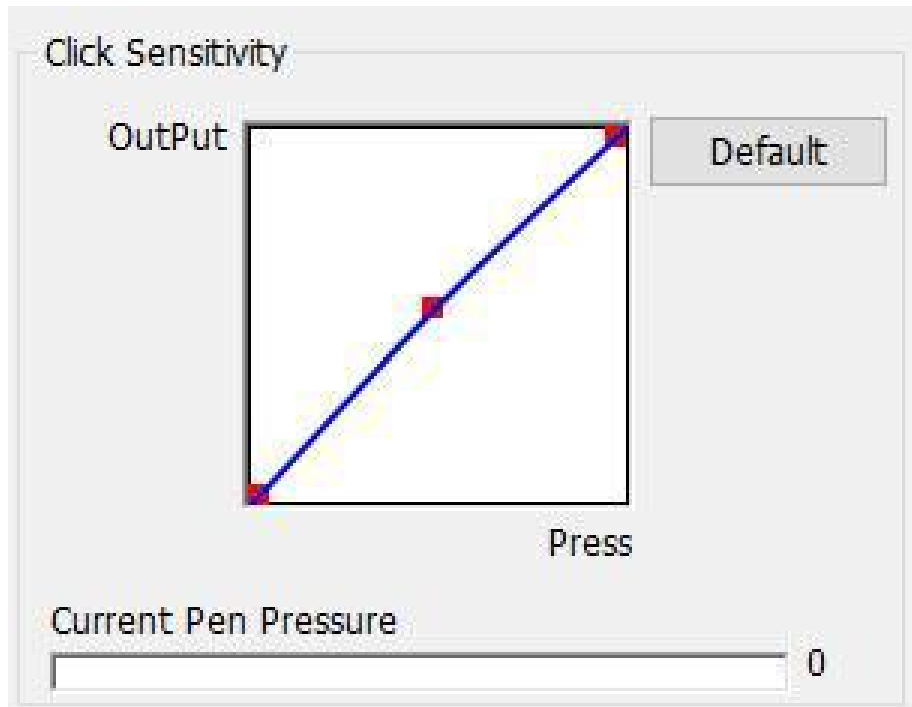 Click Sensitivity
OutPut
Default
Press
Current Pen Pressure
0